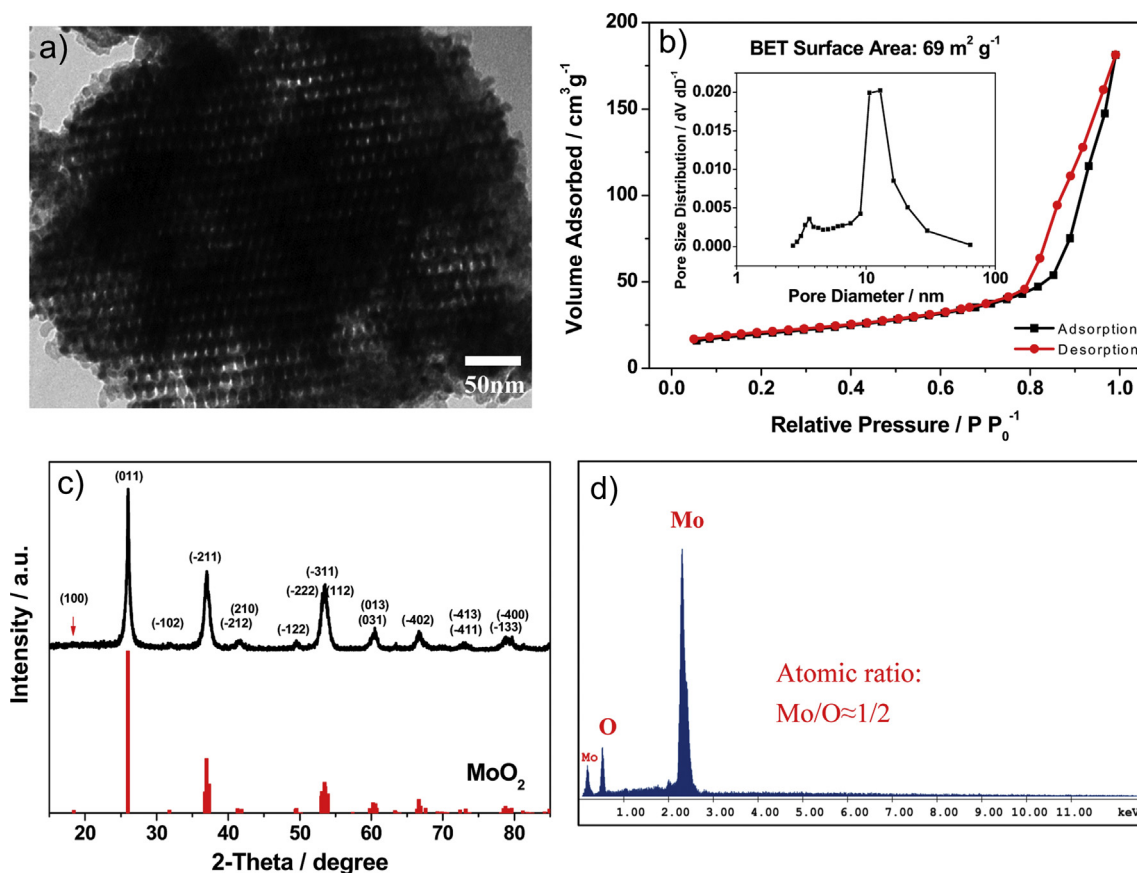 a)
50nm
b)
BET Surface Area: 69 m² g⁻¹
Volume Adsorbed / cm³g⁻¹
200
150
100
50
0
0.0 0.2 0.4 0.6 0.8 1.0
Relative Pressure / P P₀⁻¹
Pore Size Distribution / dV dD⁻¹
0.020
0.015
0.010
0.005
0.000
1 10 100
Pore Diameter / nm
Adsorption
Desorption
c)
Intensity / a.u.
(100)
(011)
(-102)
(-211)
(210)
(-212)
(-122)
(-311)
(-222) (112)
(013)
(031)
(-402)
(-413)
(-411)
(-400)
(-133)
MoO₂
15 20 30 40 50 60 70 80
2-Theta / degree
d)
Mo
O
Mo
Atomic ratio:
Mo/O≈1/2
1.00 2.00 3.00 4.00 5.00 6.00 7.00 8.00 9.00 10.00 11.00 keV